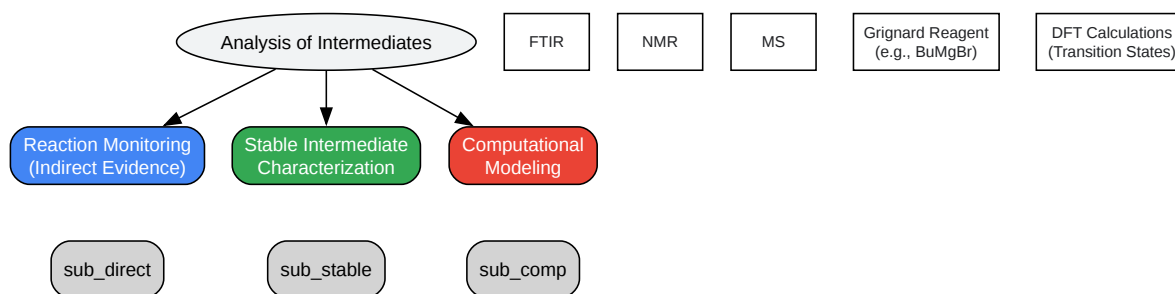 Analysis of Intermediates
FTIR
NMR
MS
Grignard Reagent
(e.g., BuMgBr)
DFT Calculations
(Transition States)
Reaction Monitoring
(Indirect Evidence)
Stable Intermediate
Characterization
Computational
Modeling
sub_direct
sub_stable
sub_comp